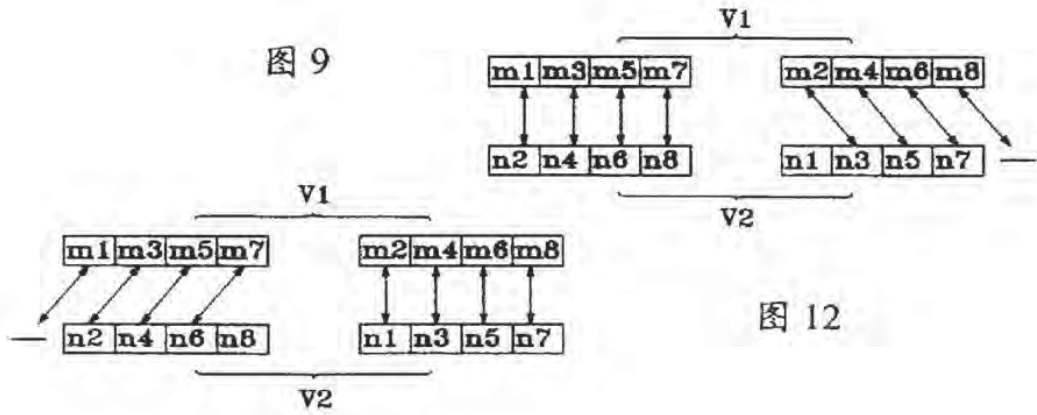 图 9
V1
m1 m3 m5 m7 m2 m4 m6 m8
n2 n4 n6 n8 n1 n3 n5 n7 —
V2
V1
m1 m3 m5 m7 m2 m4 m6 m8
— n2 n4 n6 n8 n1 n3 n5 n7
V2
图 12